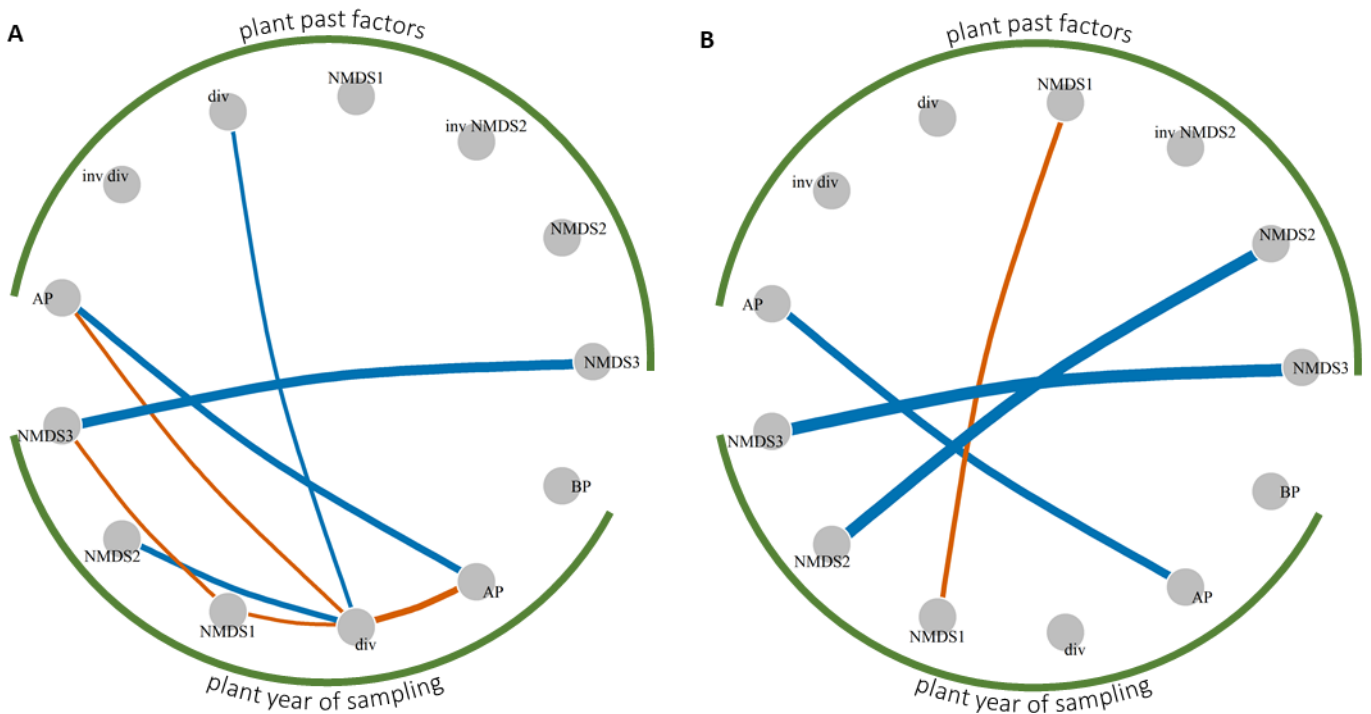 A
plant past factors
NMDS1
div
inv NMDS2
inv div
NMDS2
AP
NMDS3
NMDS3
BP
NMDS2
AP
NMDS1
div
plant year of sampling
B
plant past factors
NMDS1
div
inv NMDS2
inv div
NMDS2
AP
NMDS3
NMDS3
BP
NMDS2
AP
NMDS1
div
plant year of sampling